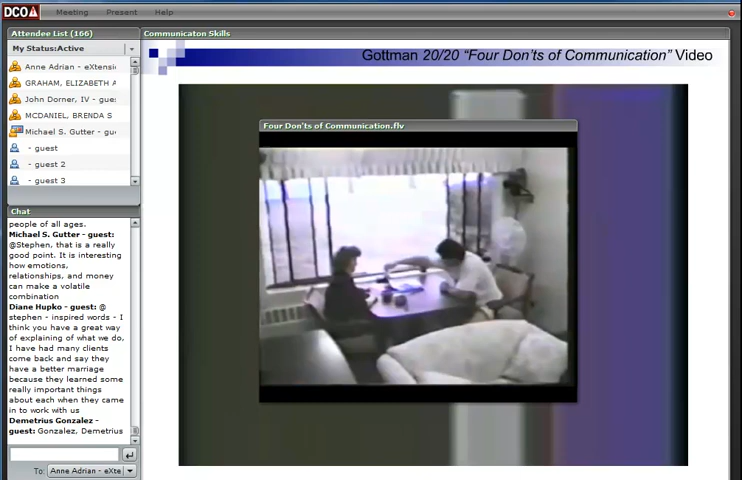 DCO Meeting Present Help
Attendee List (166)
My Status:Active
Anne Adrian - eXtensi
GRAHAM, ELIZABETH A
John Dorner, IV - gues
MCDANIEL, BRENDA S
Michael S. Gutter - gu
- guest
- guest 2
- guest 3
Chat
people of all ages.
Michael S. Gutter - guest:
@Stephen, that is a really
good point. It is interesting
how emotions,
relationships, and money
can make a volatile
combination
Diane Hupko - guest: @
stephen - inspired words - I
think you have a great way
of explaining of what we do,
I have had many clients
come back and say they
have a better marriage
because they learned some
really important things
about each when they came
in to work with us
Demetrius Gonzalez -
guest: Gonzalez, Demetrius
To: Anne Adrian - eXte
Communicaton Skills
Gottman 20/20 “Four Don’ts of Communication” Video
Four Don'ts of Communication.flv